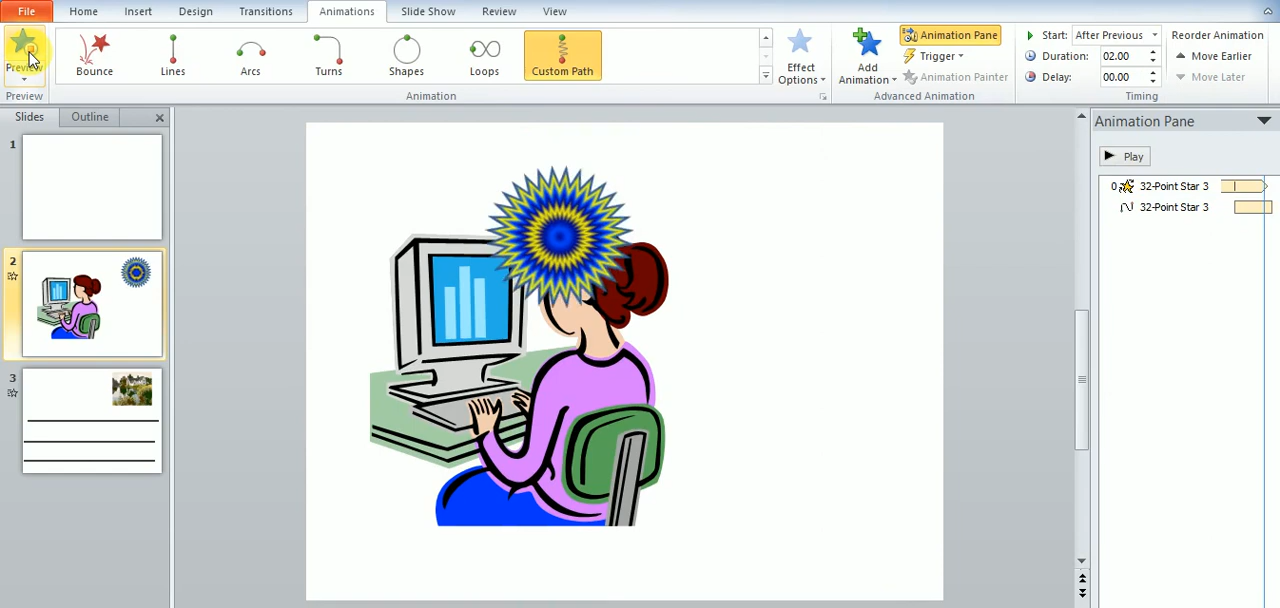 File Home Insert Design Transitions Animations Slide Show Review View
Preview
Bounce Lines Arcs Turns Shapes Loops Custom Path
Effect Options
Add Animation
Animation Pane
Trigger
Animation Painter
Start: After Previous
Duration: 02.00
Delay: 00.00
Reorder Animation
Move Earlier
Move Later
Preview Animation Advanced Animation Timing
Slides Outline
Animation Pane
Play
0 32-Point Star 3
32-Point Star 3
1
2
3